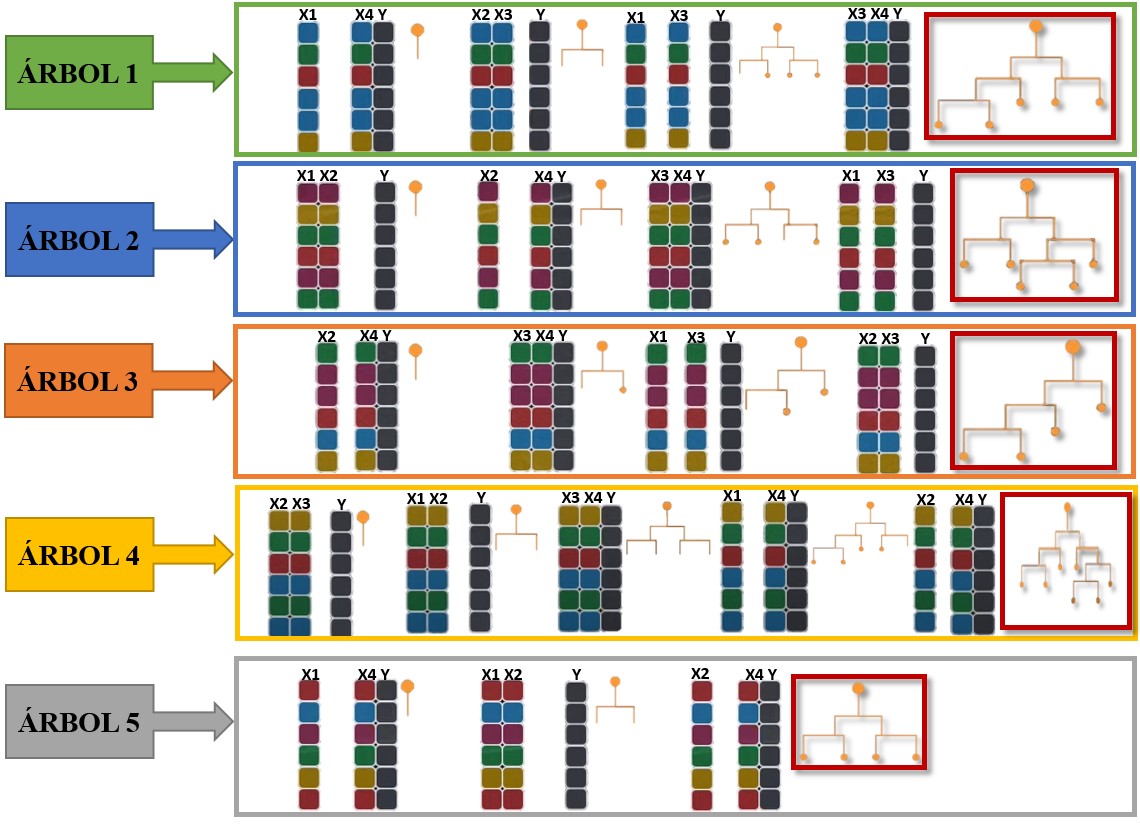 ÁRBOL 1
X1 X4 Y X2 X3 Y X1 X3 Y X3 X4 Y
ÁRBOL 2
X1 X2 Y X2 X4 Y X3 X4 Y X1 X3 Y
ÁRBOL 3
X2 X4 Y X3 X4 Y X1 X3 Y X2 X3 Y
ÁRBOL 4
X2 X3 Y X1 X2 Y X3 X4 Y X1 X4 Y X2 X4 Y
ÁRBOL 5
X1 X4 Y X1 X2 Y X2 X4 Y